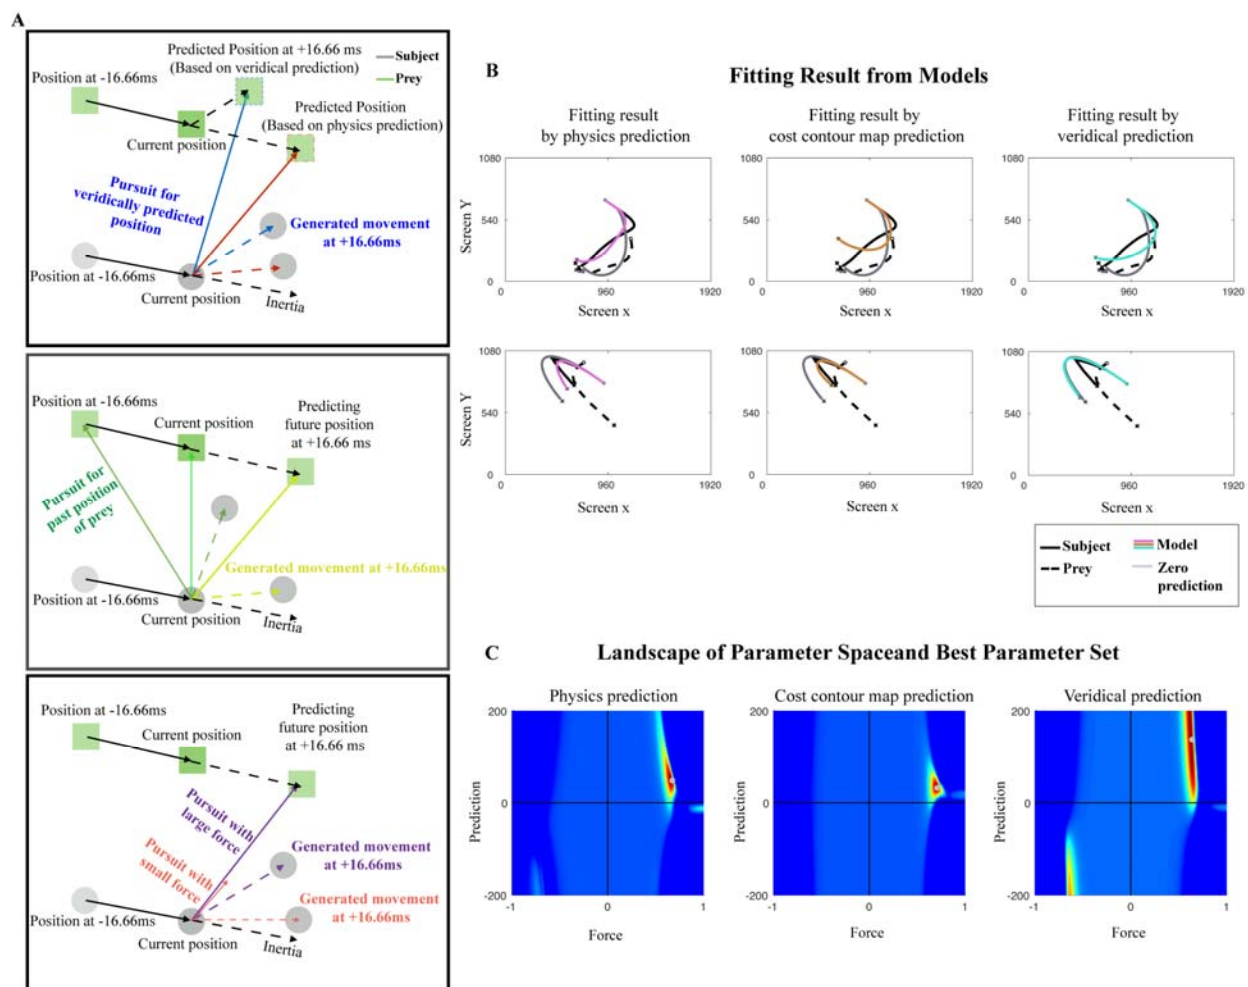 A
Predicted Position at +16.66 ms
(Based on veridical prediction)
Subject
Prey
Position at -16.66ms
Predicted Position
(Based on physics prediction)
Current position
Pursuit for
veridically predicted
position
Generated movement
at +16.66ms
Position at -16.66ms
Current position
Inertia
Position at -16.66ms
Current position
Predicting
future position
at +16.66 ms
Pursuit for
past position
of prey
Generated movement at +16.66ms
Position at -16.66ms
Current position
Inertia
Position at -16.66ms
Current position
Predicting
future position
at +16.66 ms
Pursuit with
large force
Pursuit with
small force
Generated movement
at +16.66ms
Generated movement
at +16.66ms
Position at -16.66ms
Current position
Inertia
B
Fitting Result from Models
Fitting result
by physics prediction
Fitting result by
cost contour map prediction
Fitting result by
veridical prediction
1080 1080 1080
540 540 540
0 0 0
Screen Y
0 960 1920 0 960 1920 0 960 1920
Screen x Screen x Screen x
1080 1080 1080
540 540 540
0 0 0
Screen Y
0 960 1920 0 960 1920 0 960 1920
Screen x Screen x Screen x
Subject Model
Prey Zero
prediction
C
Landscape of Parameter Spaceand Best Parameter Set
Physics prediction Cost contour map prediction Veridical prediction
200 200 200
0 0 0
-200 -200 -200
Prediction Prediction Prediction
-1 0 1 -1 0 1 -1 0 1
Force Force Force